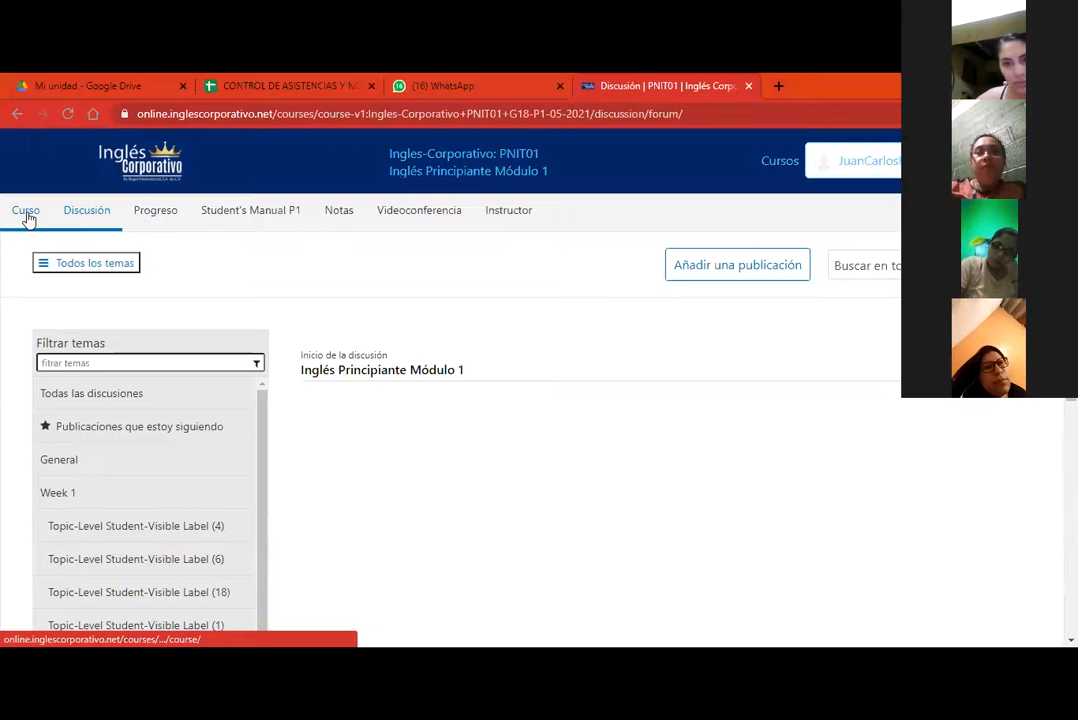 Mi unidad - Google Drive
CONTROL DE ASISTENCIAS Y NO
(16) WhatsApp
Discusión | PNIT01 | Inglés Corpo
online.inglescorporativo.net/courses/course-v1:Ingles-Corporativo+PNIT01+G18-P1-05-2021/discussion/forum/
Inglés
Corporativo
Ingles-Corporativo: PNIT01
Inglés Principiante Módulo 1
Cursos
JuanCarlos
Curso
Discusión
Progreso
Student's Manual P1
Notas
Videoconferencia
Instructor
Todos los temas
Añadir una publicación
Buscar en to
Filtrar temas
fitrar temas
Todas las discusiones
Publicaciones que estoy siguiendo
General
Week 1
Topic-Level Student-Visible Label (4)
Topic-Level Student-Visible Label (6)
Topic-Level Student-Visible Label (18)
Topic-Level Student-Visible Label (1)
Inicio de la discusión
Inglés Principiante Módulo 1
online.inglescorporativo.net/courses/.../course/